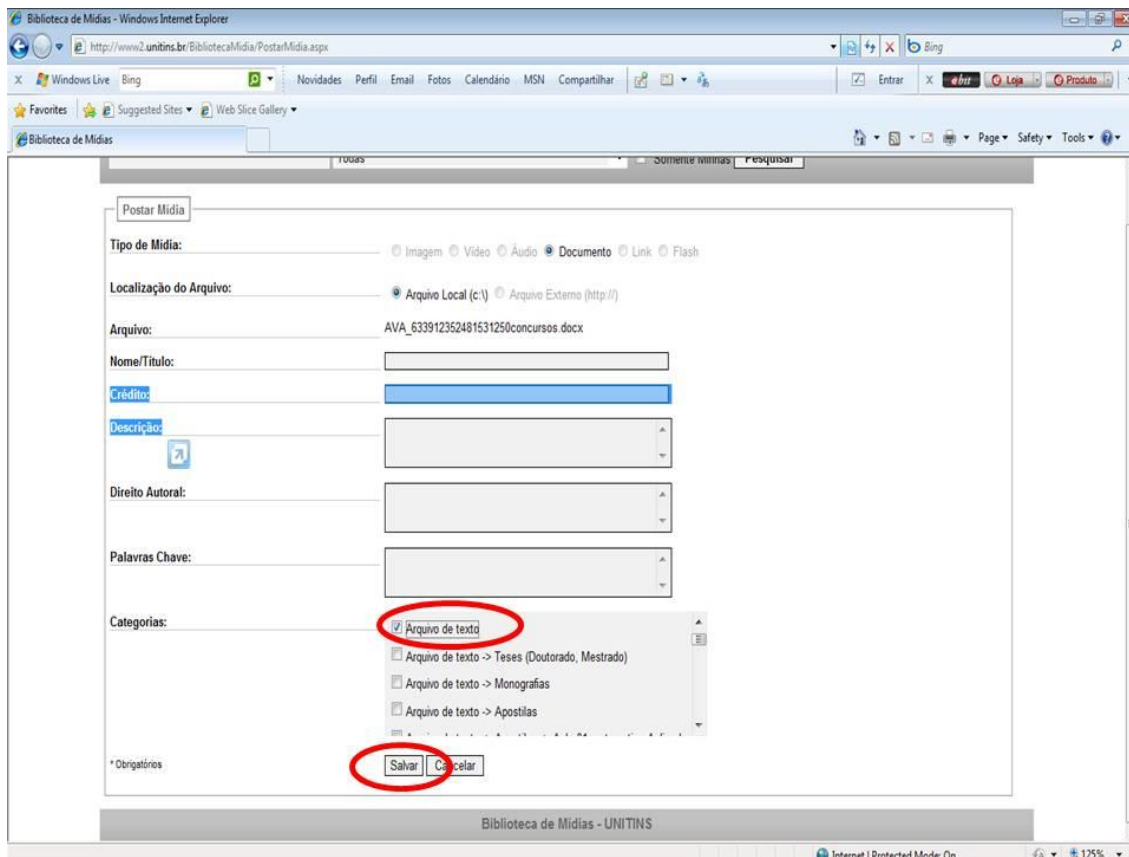 Biblioteca de Mídias - Windows Internet Explorer
http://www2.unitins.br/BibliotecaMidia/PostarMidia.aspx
Bing
X Windows Live Bing Novidades Perfil Email Fotos Calendário MSN Compartilhar Entrar X ebit Loja Produto
Favorites Suggested Sites Web Slice Gallery
Biblioteca de Mídias Page Safety Tools
Todas Somente Minhas Pesquisar
Postar Mídia
Tipo de Mídia: Imagem Vídeo Áudio Documento Link Flash
Localização do Arquivo: Arquivo Local (c:\) Arquivo Externo (http://)
Arquivo: AVA_633912352481531250concursos.docx
Nome/Título:
Crédito:
Descrição:
Direito Autoral:
Palavras Chave:
Categorias: Arquivo de texto
Arquivo de texto -> Teses (Doutorado, Mestrado)
Arquivo de texto -> Monografias
Arquivo de texto -> Apostilas
* Obrigatórios Salvar Cancelar
Biblioteca de Mídias - UNITINS
Internet | Protected Mode: On 125%